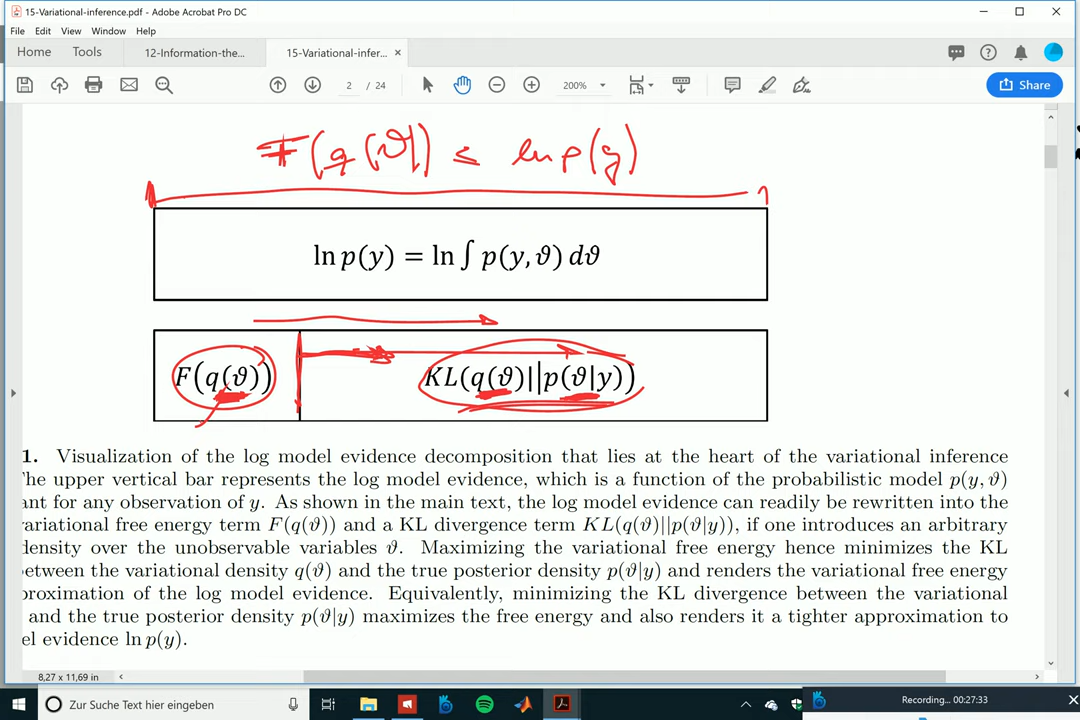 15-Variational-inference.pdf - Adobe Acrobat Pro DC
File Edit View Window Help
Home Tools 12-Information-the... 15-Variational-infer... ×
2 / 24 200% Share
F(q(ϑ)) ≤ ln p(y)
ln p(y) = ln ∫ p(y, ϑ) dϑ
F(q(ϑ)) KL(q(ϑ)||p(ϑ|y))
1. Visualization of the log model evidence decomposition that lies at the heart of the variational inference
he upper vertical bar represents the log model evidence, which is a function of the probabilistic model p(y, ϑ)
ant for any observation of y. As shown in the main text, the log model evidence can readily be rewritten into the
ariational free energy term F(q(ϑ)) and a KL divergence term KL(q(ϑ)||p(ϑ|y)), if one introduces an arbitrary
density over the unobservable variables ϑ. Maximizing the variational free energy hence minimizes the KL
etween the variational density q(ϑ) and the true posterior density p(ϑ|y) and renders the variational free energy
proximation of the log model evidence. Equivalently, minimizing the KL divergence between the variational
and the true posterior density p(ϑ|y) maximizes the free energy and also renders it a tighter approximation to
el evidence ln p(y).
8,27 x 11,69 in
Zur Suche Text hier eingeben
Recording... 00:27:33